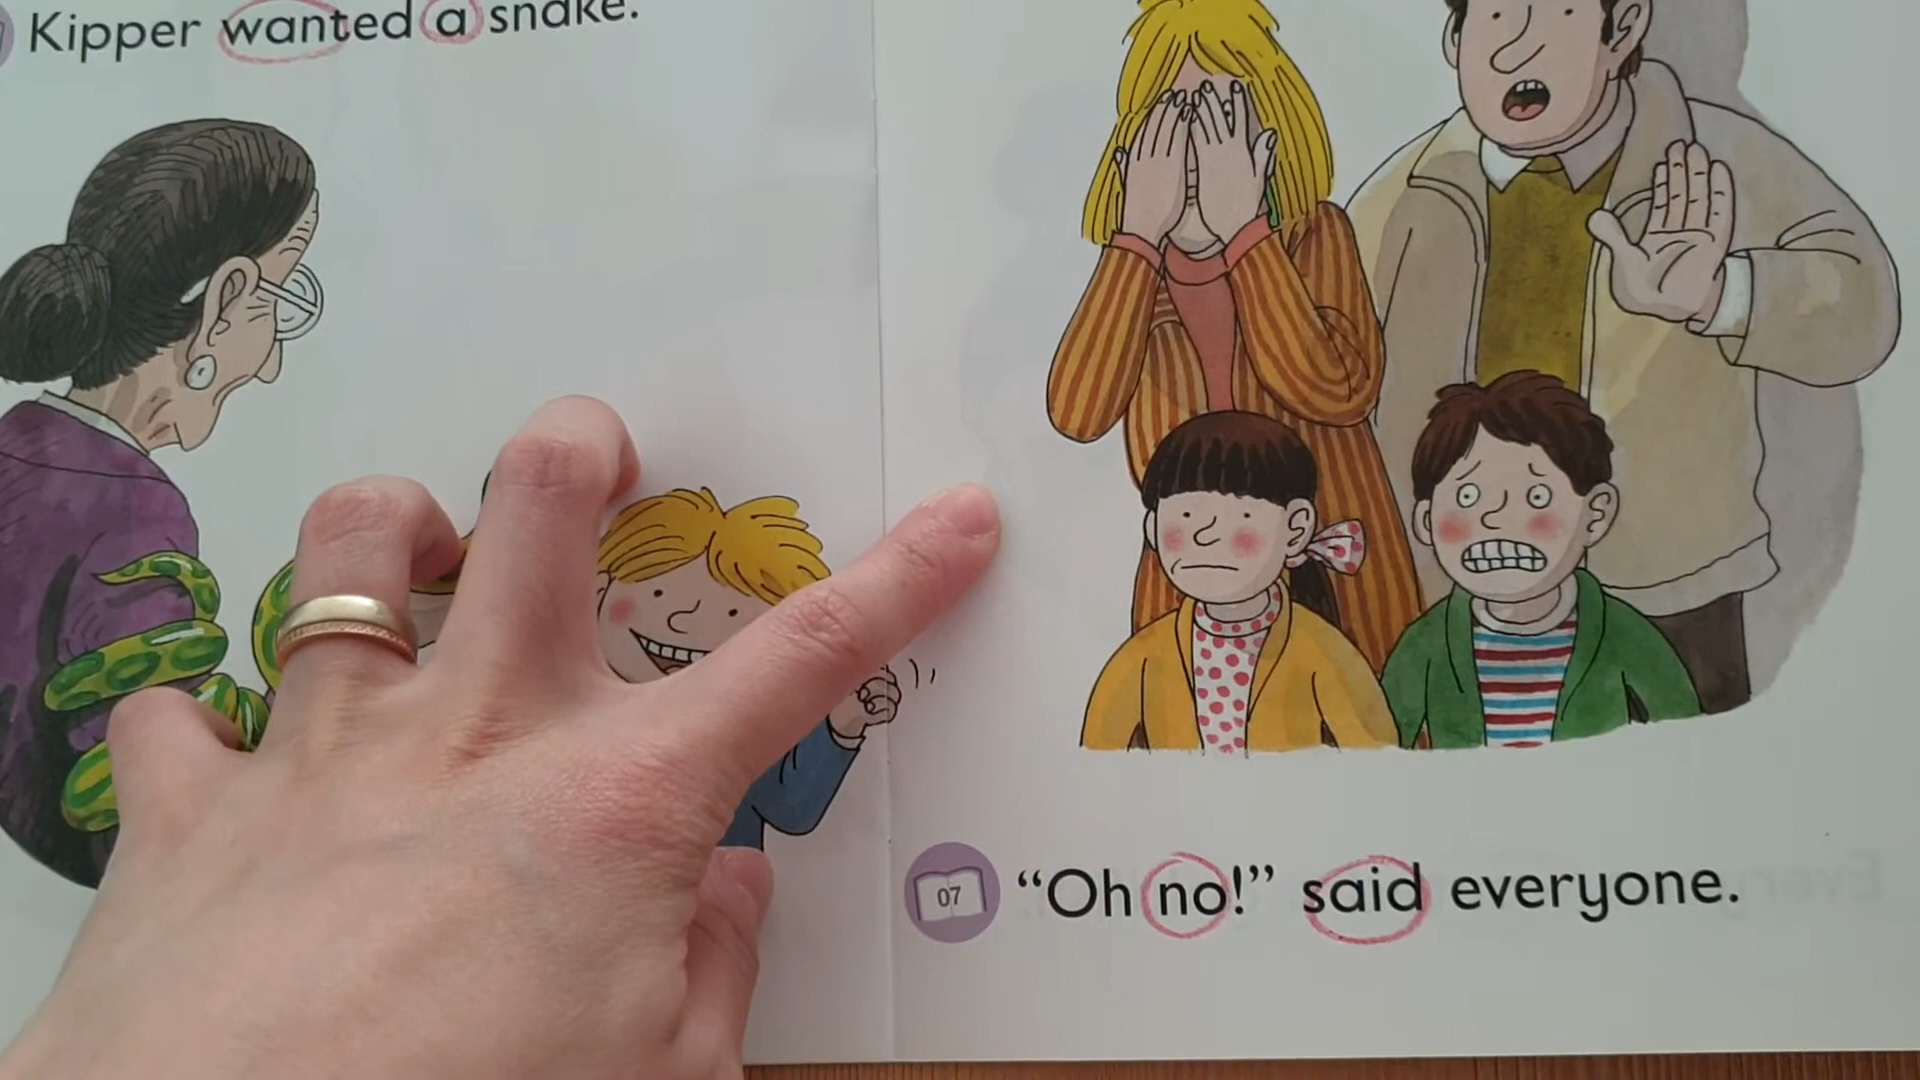 Kipper wanted a snake.
07 “Oh no!” said everyone.